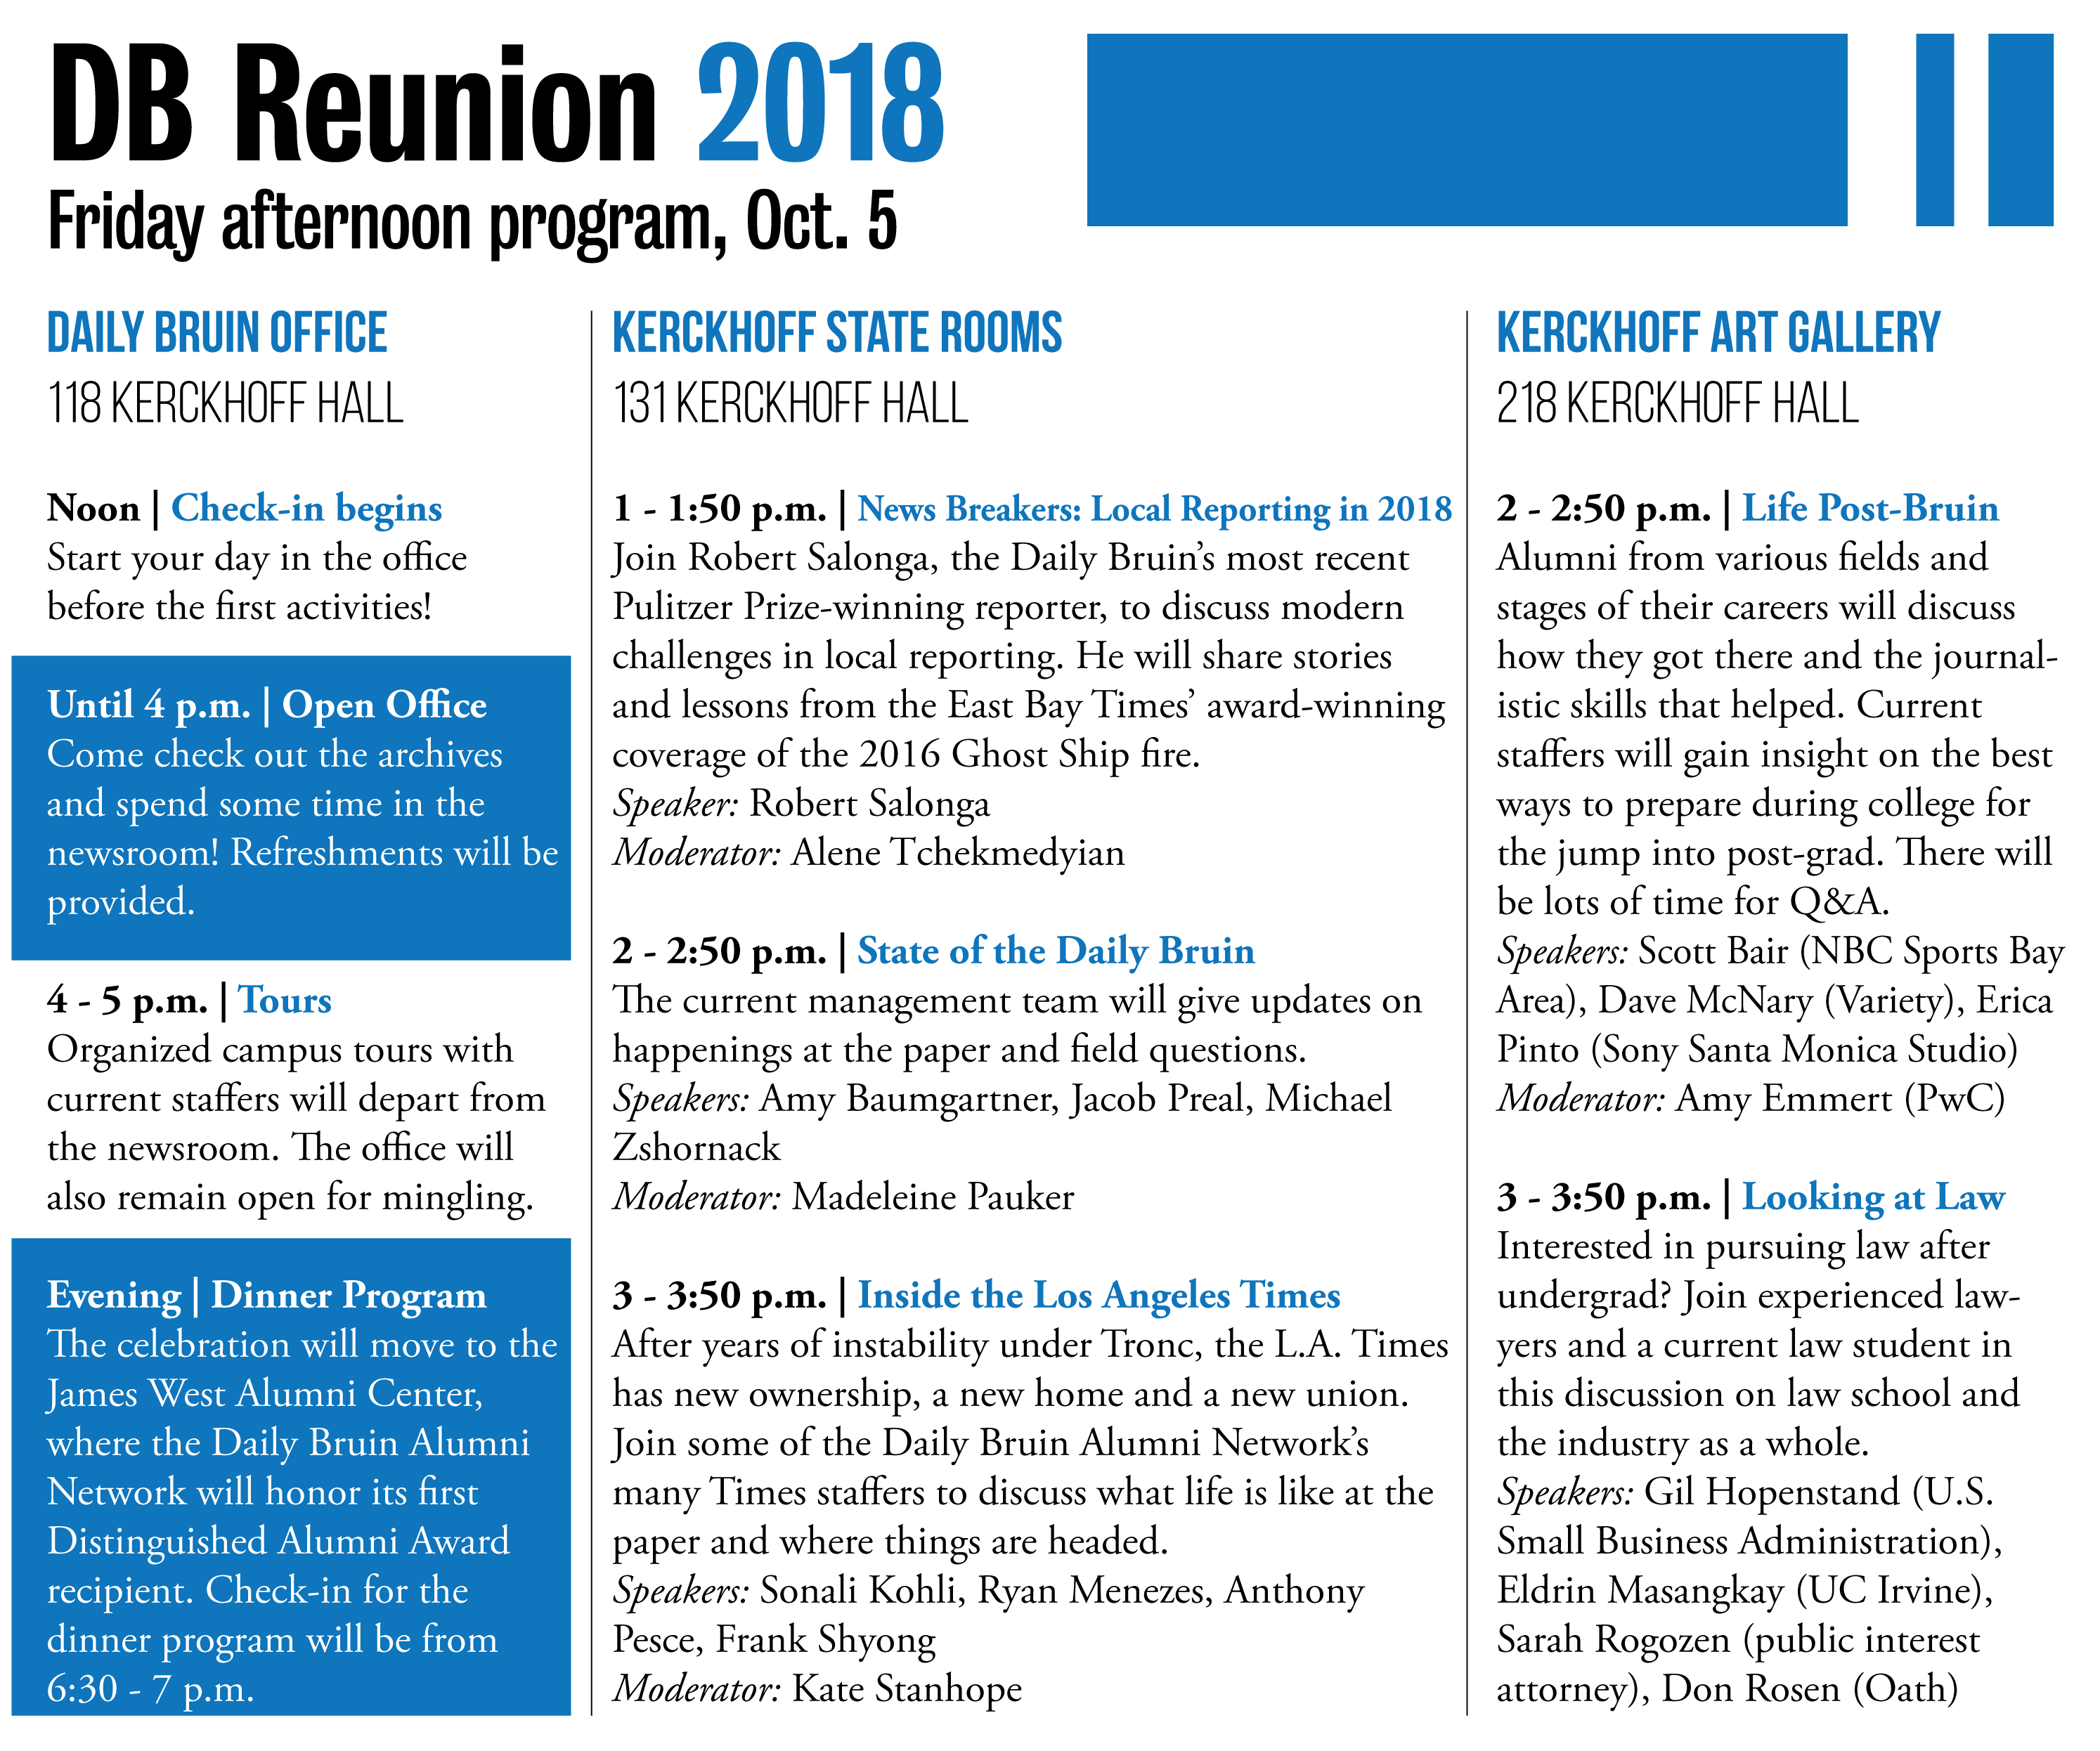 DB Reunion 2018
Friday afternoon program, Oct. 5
DAILY BRUIN OFFICE
118 KERCKHOFF HALL
Noon | Check-in begins
Start your day in the office
before the first activities!
Until 4 p.m. | Open Office
Come check out the archives
and spend some time in the
newsroom! Refreshments will be
provided.
4 - 5 p.m. | Tours
Organized campus tours with
current staffers will depart from
the newsroom. The office will
also remain open for mingling.
Evening | Dinner Program
The celebration will move to the
James West Alumni Center,
where the Daily Bruin Alumni
Network will honor its first
Distinguished Alumni Award
recipient. Check-in for the
dinner program will be from
6:30 - 7 p.m.
KERCKHOFF STATE ROOMS
131 KERCKHOFF HALL
1 - 1:50 p.m. | News Breakers: Local Reporting in 2018
Join Robert Salonga, the Daily Bruin’s most recent
Pulitzer Prize-winning reporter, to discuss modern
challenges in local reporting. He will share stories
and lessons from the East Bay Times’ award-winning
coverage of the 2016 Ghost Ship fire.
Speaker: Robert Salonga
Moderator: Alene Tchekmedyian
2 - 2:50 p.m. | State of the Daily Bruin
The current management team will give updates on
happenings at the paper and field questions.
Speakers: Amy Baumgartner, Jacob Preal, Michael
Zshornack
Moderator: Madeleine Pauker
3 - 3:50 p.m. | Inside the Los Angeles Times
After years of instability under Tronc, the L.A. Times
has new ownership, a new home and a new union.
Join some of the Daily Bruin Alumni Network’s
many Times staffers to discuss what life is like at the
paper and where things are headed.
Speakers: Sonali Kohli, Ryan Menezes, Anthony
Pesce, Frank Shyong
Moderator: Kate Stanhope
KERCKHOFF ART GALLERY
218 KERCKHOFF HALL
2 - 2:50 p.m. | Life Post-Bruin
Alumni from various fields and
stages of their careers will discuss
how they got there and the journal-
istic skills that helped. Current
staffers will gain insight on the best
ways to prepare during college for
the jump into post-grad. There will
be lots of time for Q&A.
Speakers: Scott Bair (NBC Sports Bay
Area), Dave McNary (Variety), Erica
Pinto (Sony Santa Monica Studio)
Moderator: Amy Emmert (PwC)
3 - 3:50 p.m. | Looking at Law
Interested in pursuing law after
undergrad? Join experienced law-
yers and a current law student in
this discussion on law school and
the industry as a whole.
Speakers: Gil Hopenstand (U.S.
Small Business Administration),
Eldrin Masangkay (UC Irvine),
Sarah Rogozen (public interest
attorney), Don Rosen (Oath)